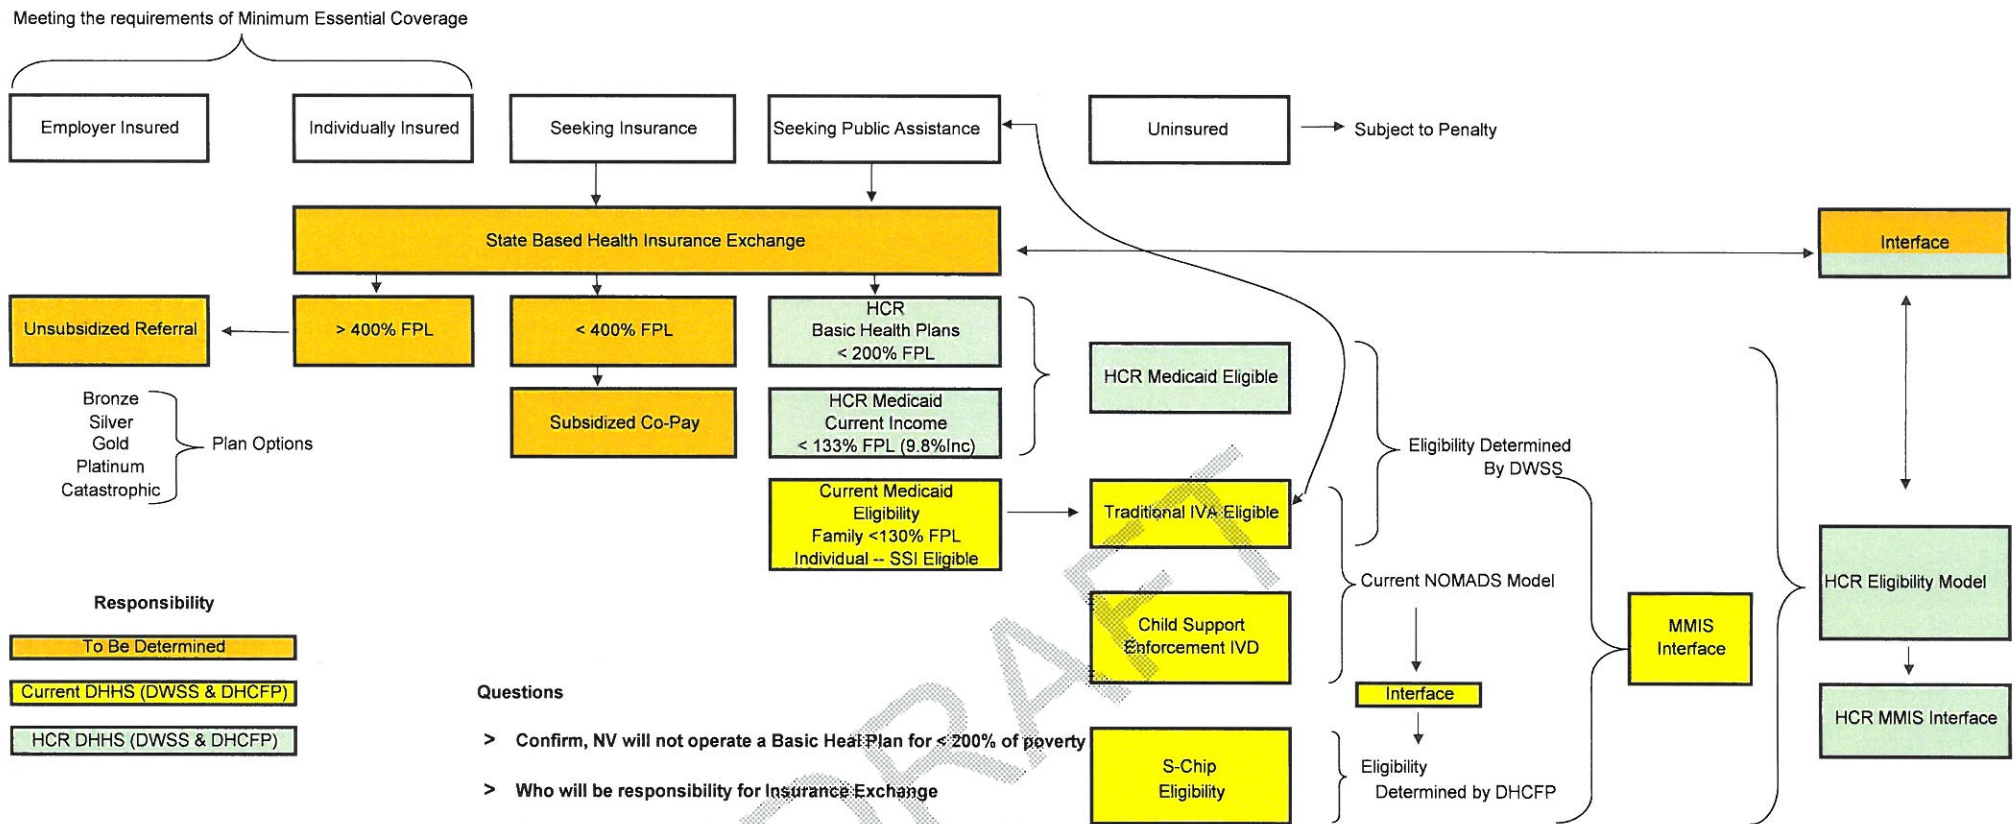 Meeting the requirements of Minimum Essential Coverage
Employer Insured
Individually Insured
Seeking Insurance
Seeking Public Assistance
Uninsured
Subject to Penalty
State Based Health Insurance Exchange
Interface
Unsubsidized Referral
> 400% FPL
< 400% FPL
HCR
Basic Health Plans
< 200% FPL
HCR Medicaid Eligible
Bronze
Silver
Gold
Platinum
Catastrophic
Plan Options
Subsidized Co-Pay
HCR Medicaid
Current Income
< 133% FPL (9.8%Inc)
Eligibility Determined
By DWSS
Current Medicaid
Eligibility
Family <130% FPL
Individual -- SSI Eligible
Traditional IVA Eligible
Current NOMADS Model
HCR Eligibility Model
Child Support
Enforcement IVD
MMIS
Interface
Interface
HCR MMIS Interface
S-Chip
Eligibility
Eligibility
Determined by DHCFP
Responsibility
To Be Determined
Current DHHS (DWSS & DHCFP)
HCR DHHS (DWSS & DHCFP)
Questions
> Confirm, NV will not operate a Basic Heal Plan for < 200% of poverty
> Who will be responsibility for Insurance Exchange
DRAFT